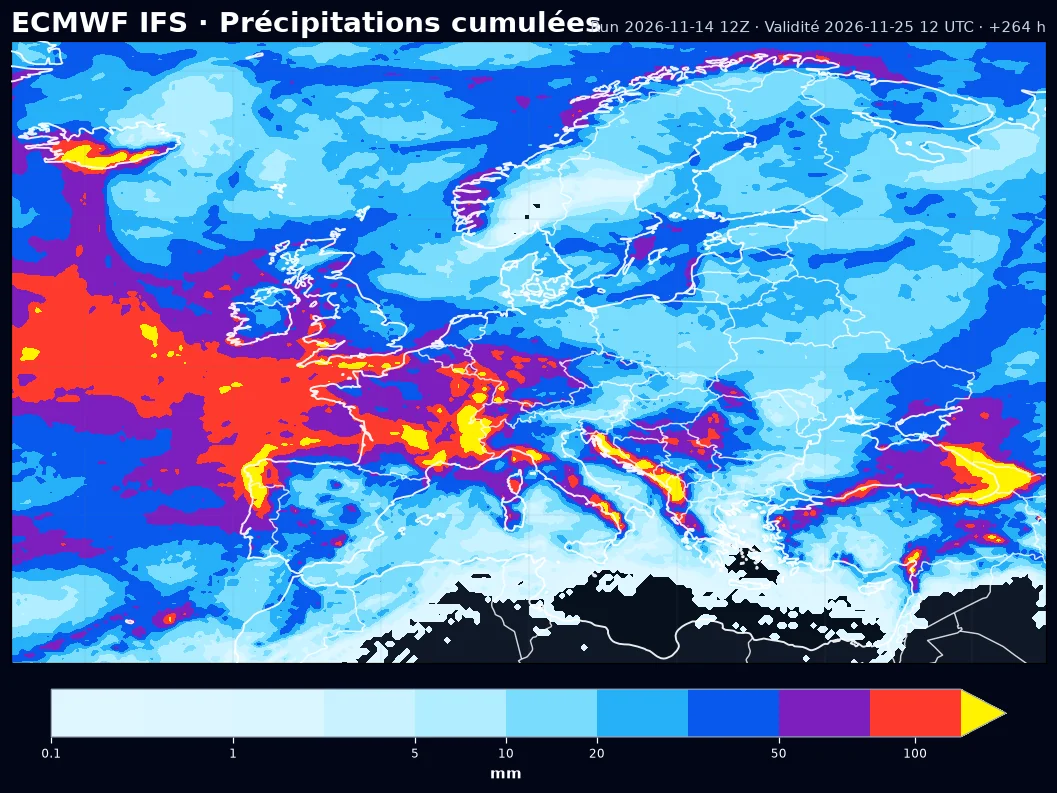 ECMWF IFS · Précipitations cumulées
Run 2026-11-14 12Z · Validité 2026-11-25 12 UTC · +264 h
0.1 1 5 10 20 50 100
mm